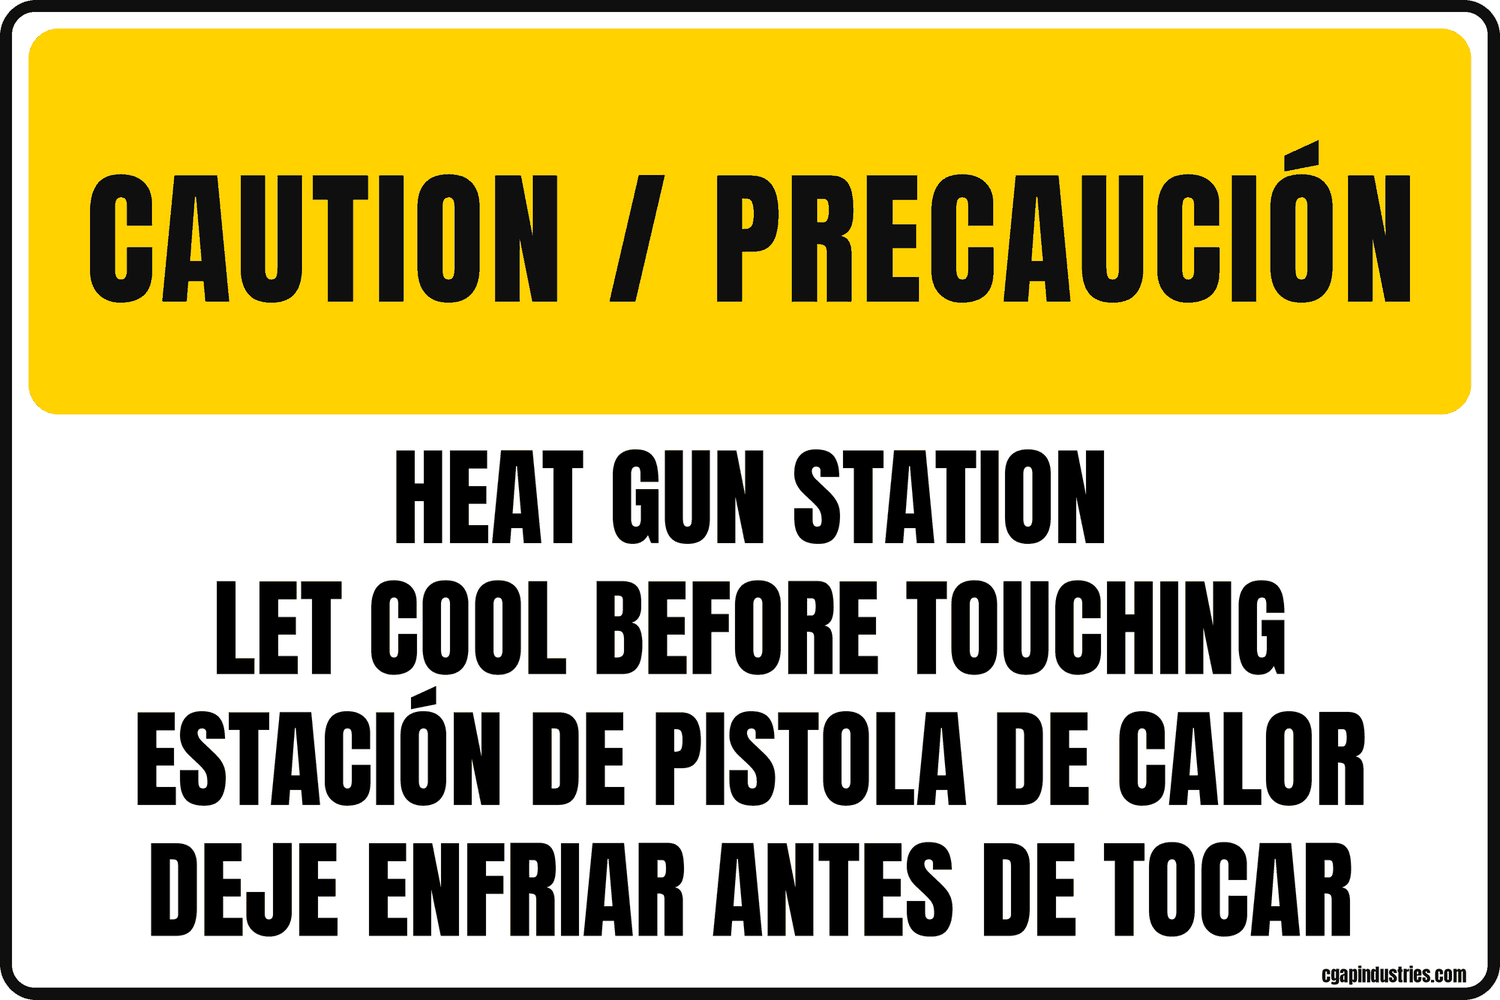 CAUTION / PRECAUCIÓN
HEAT GUN STATION
LET COOL BEFORE TOUCHING
ESTACIÓN DE PISTOLA DE CALOR
DEJE ENFRIAR ANTES DE TOCAR
cgapindustries.com